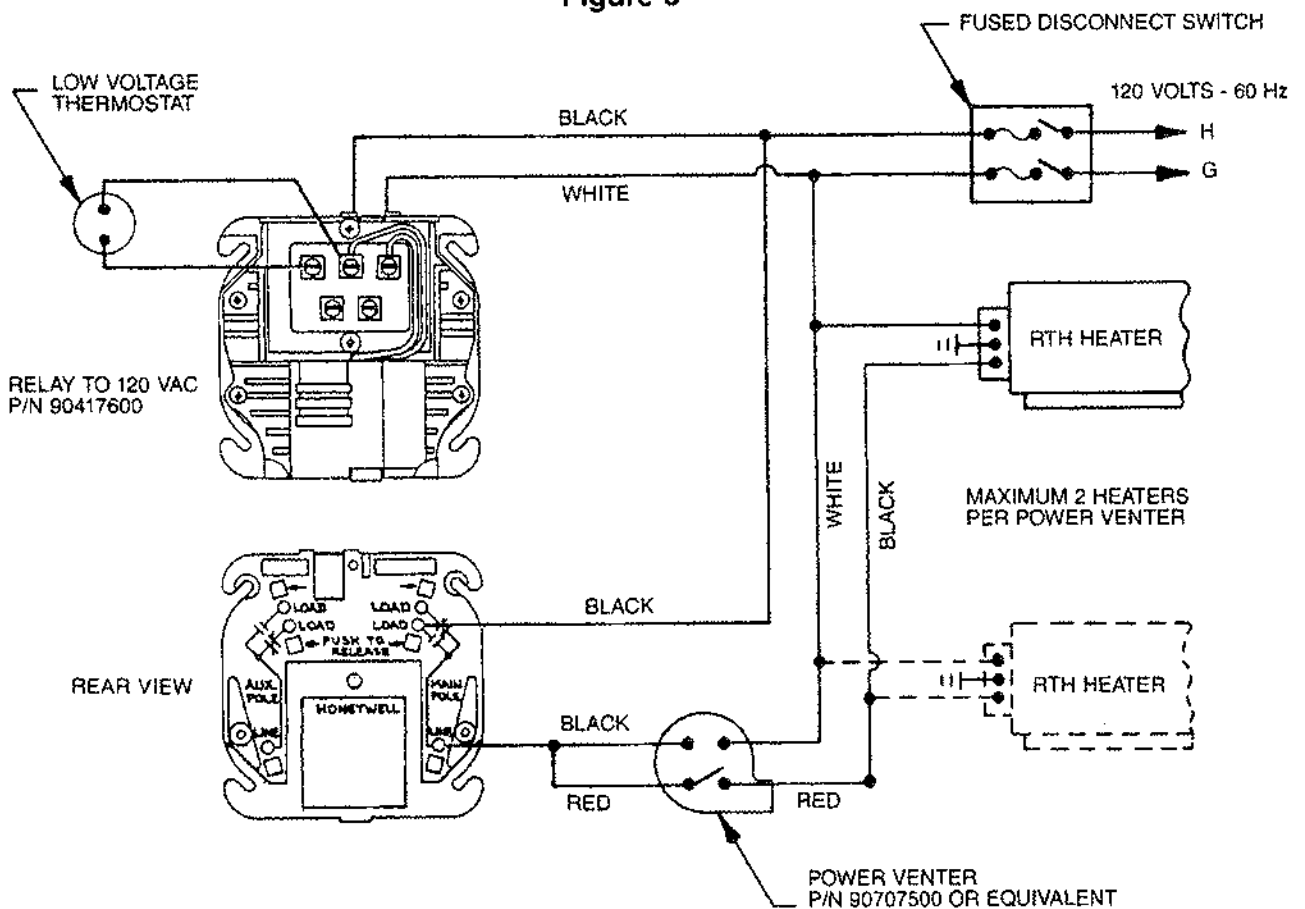 Figure
FUSED DISCONNECT SWITCH
LOW VOLTAGE
THERMOSTAT
120 VOLTS - 60 Hz
BLACK
H
WHITE
G
RTH HEATER
RELAY TO 120 VAC
P/N 90417600
WHITE
BLACK
MAXIMUM 2 HEATERS
PER POWER VENTER
LOAD
LOAD
LOAD
LOAD
BLACK
PUSH TO
RELEASE
REAR VIEW
AUX.
POLE
MAIN
POLE
HONEYWELL
RTH HEATER
LINE
LINE
BLACK
RED
RED
POWER VENTER
P/N 90707500 OR EQUIVALENT